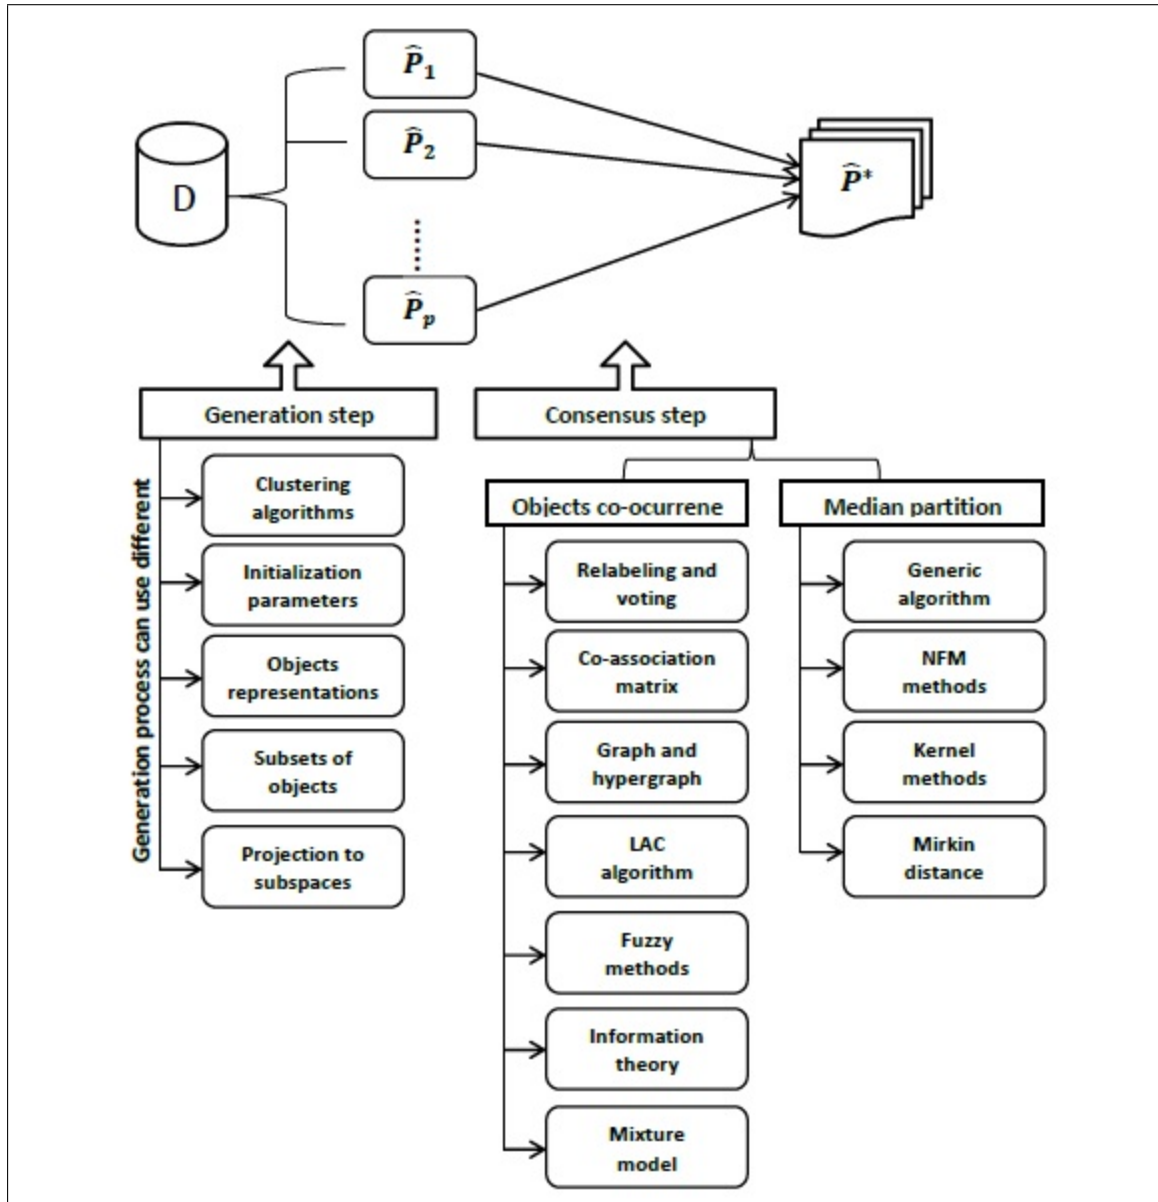 D
P̂₁
P̂₂
......
P̂ₚ
P̂*
Generation step
Generation process can use different
Clustering
algorithms
Initialization
parameters
Objects
representations
Subsets of
objects
Projection to
subspaces
Consensus step
Objects co-ocurrene
Relabeling and
voting
Co-association
matrix
Graph and
hypergraph
LAC
algorithm
Fuzzy
methods
Information
theory
Mixture
model
Median partition
Generic
algorithm
NFM
methods
Kernel
methods
Mirkin
distance